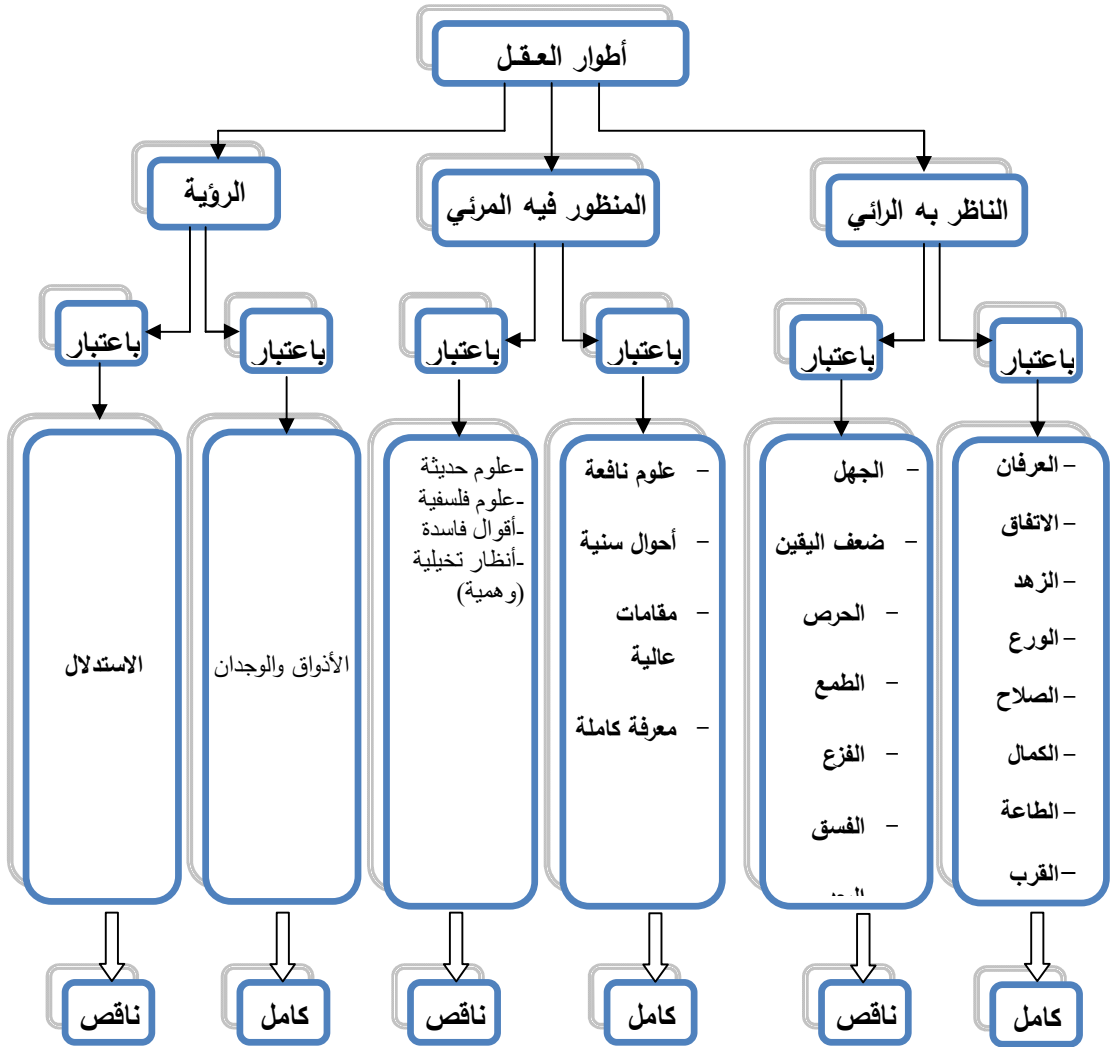 أطوار العقل
الناظر به الرائي
المنظور فيه المرئي
الرؤية
باعتبار
باعتبار
باعتبار
باعتبار
باعتبار
باعتبار
- العرفان
- الاتفاق
- الزهد
- الورع
- الصلاح
- الكمال
- الطاعة
- القرب
- الجهل
- ضعف اليقين
- الحرص
- الطمع
- الفزع
- الفسق
- علوم نافعة
- أحوال سنية
- مقامات
عالية
- معرفة كاملة
-علوم حديثة
-علوم فلسفية
-أقوال فاسدة
-أنظار تخيلية
(وهمية)
الأذواق والوجدان
الاستدلال
كامل
ناقص
كامل
ناقص
كامل
ناقص